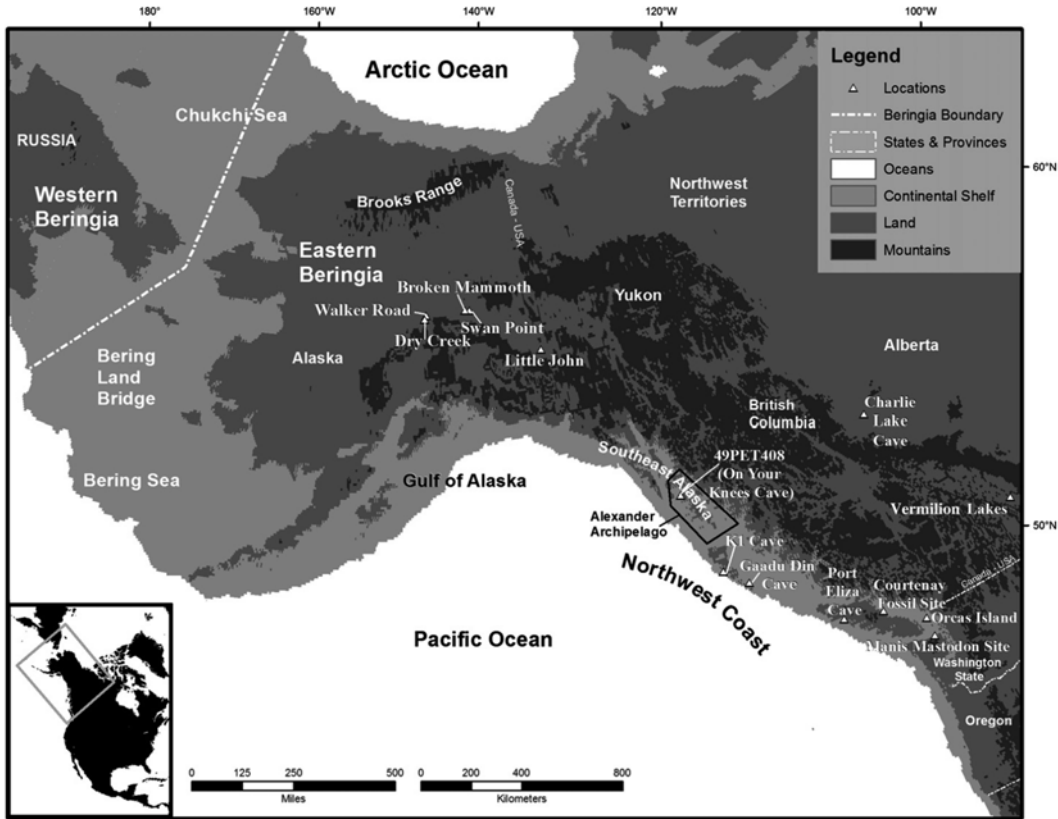 180°
160°W
140°W
120°W
100°W
Arctic Ocean
Legend
Locations
Beringia Boundary
States & Provinces
Oceans
Continental Shelf
Land
Mountains
Chukchi Sea
RUSSIA
Western
Beringia
Brooks Range
Canada - USA
Northwest
Territories
60°N
Eastern
Beringia
Broken Mammoth
Yukon
Walker Road
Swan Point
Dry Creek
Alaska
Little John
Alberta
Bering
Land
Bridge
British
Columbia
Charlie
Lake
Cave
Bering Sea
Gulf of Alaska
Southeast Alaska
49PET408
(On Your
Knees Cave)
Vermilion Lakes
50°N
Alexander
Archipelago
K1 Cave
Northwest Coast
Gaadu Din
Cave
Port
Eliza
Cave
Courtenay
Fossil Site
Canada - USA
Orcas Island
Manis Mastodon Site
Washington
State
Oregon
Pacific Ocean
0
125
250
500
Miles
0
200
400
800
Kilometers